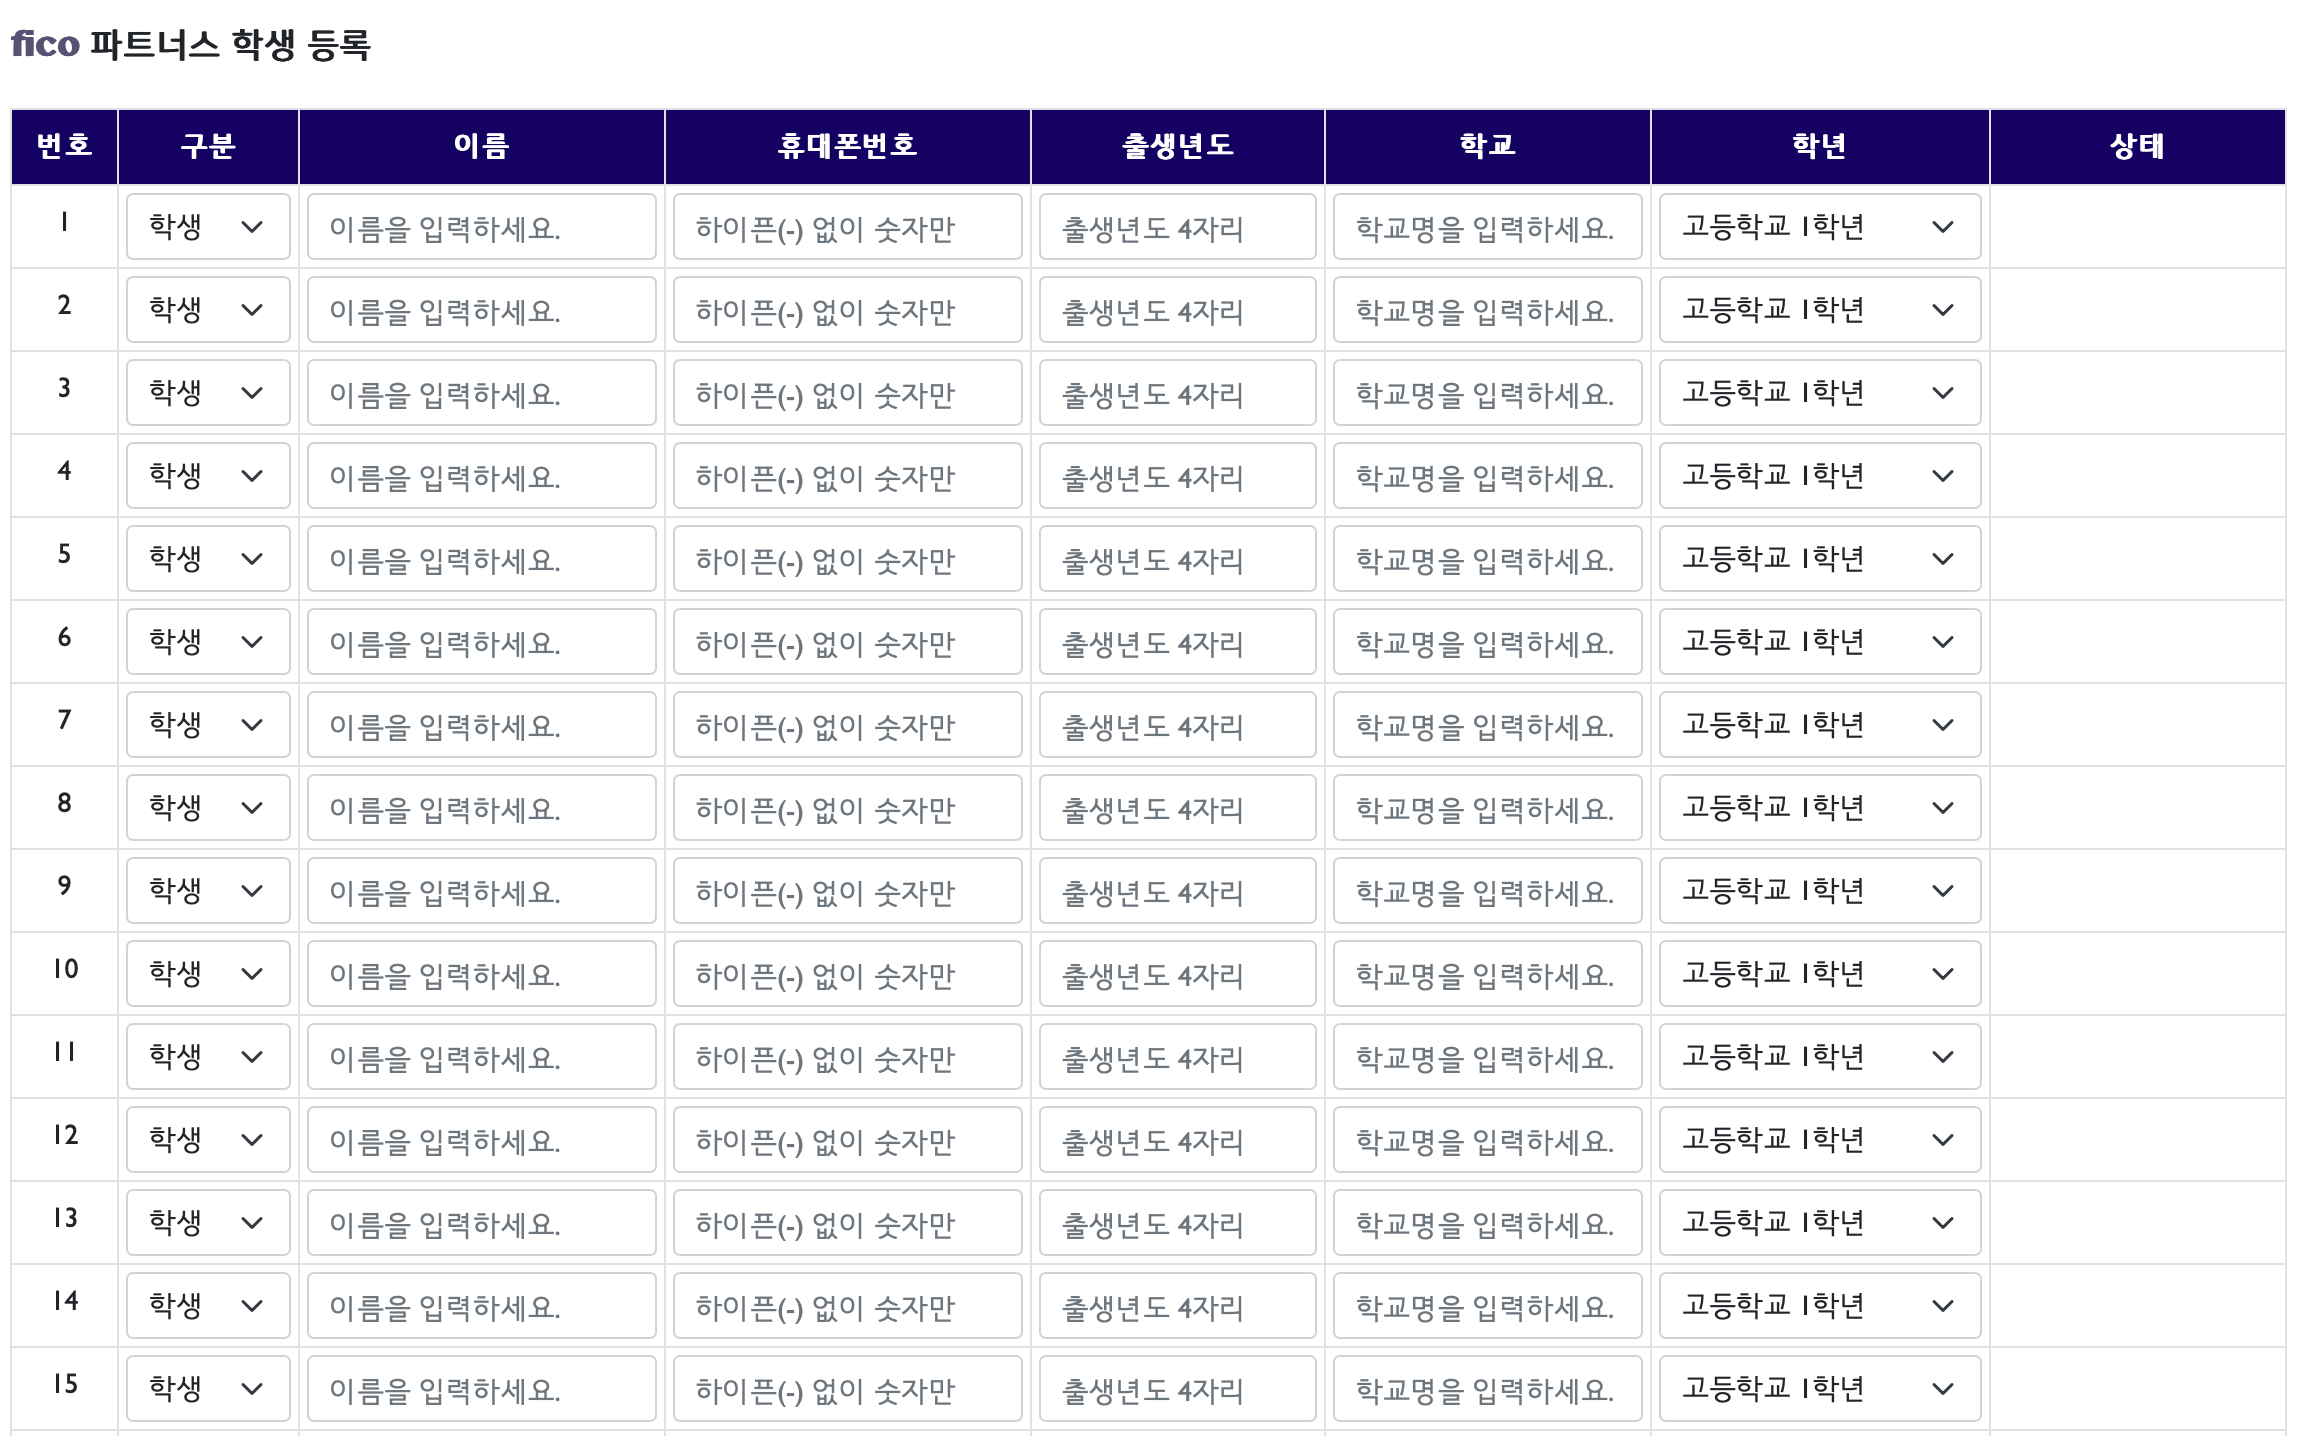 fico 파트너스 학생 등록
번호 구분 이름 휴대폰번호 출생년도 학교 학년 상태
1 학생 이름을 입력하세요. 하이픈(-) 없이 숫자만 출생년도 4자리 학교명을 입력하세요. 고등학교 1학년
2 학생 이름을 입력하세요. 하이픈(-) 없이 숫자만 출생년도 4자리 학교명을 입력하세요. 고등학교 1학년
3 학생 이름을 입력하세요. 하이픈(-) 없이 숫자만 출생년도 4자리 학교명을 입력하세요. 고등학교 1학년
4 학생 이름을 입력하세요. 하이픈(-) 없이 숫자만 출생년도 4자리 학교명을 입력하세요. 고등학교 1학년
5 학생 이름을 입력하세요. 하이픈(-) 없이 숫자만 출생년도 4자리 학교명을 입력하세요. 고등학교 1학년
6 학생 이름을 입력하세요. 하이픈(-) 없이 숫자만 출생년도 4자리 학교명을 입력하세요. 고등학교 1학년
7 학생 이름을 입력하세요. 하이픈(-) 없이 숫자만 출생년도 4자리 학교명을 입력하세요. 고등학교 1학년
8 학생 이름을 입력하세요. 하이픈(-) 없이 숫자만 출생년도 4자리 학교명을 입력하세요. 고등학교 1학년
9 학생 이름을 입력하세요. 하이픈(-) 없이 숫자만 출생년도 4자리 학교명을 입력하세요. 고등학교 1학년
10 학생 이름을 입력하세요. 하이픈(-) 없이 숫자만 출생년도 4자리 학교명을 입력하세요. 고등학교 1학년
11 학생 이름을 입력하세요. 하이픈(-) 없이 숫자만 출생년도 4자리 학교명을 입력하세요. 고등학교 1학년
12 학생 이름을 입력하세요. 하이픈(-) 없이 숫자만 출생년도 4자리 학교명을 입력하세요. 고등학교 1학년
13 학생 이름을 입력하세요. 하이픈(-) 없이 숫자만 출생년도 4자리 학교명을 입력하세요. 고등학교 1학년
14 학생 이름을 입력하세요. 하이픈(-) 없이 숫자만 출생년도 4자리 학교명을 입력하세요. 고등학교 1학년
15 학생 이름을 입력하세요. 하이픈(-) 없이 숫자만 출생년도 4자리 학교명을 입력하세요. 고등학교 1학년